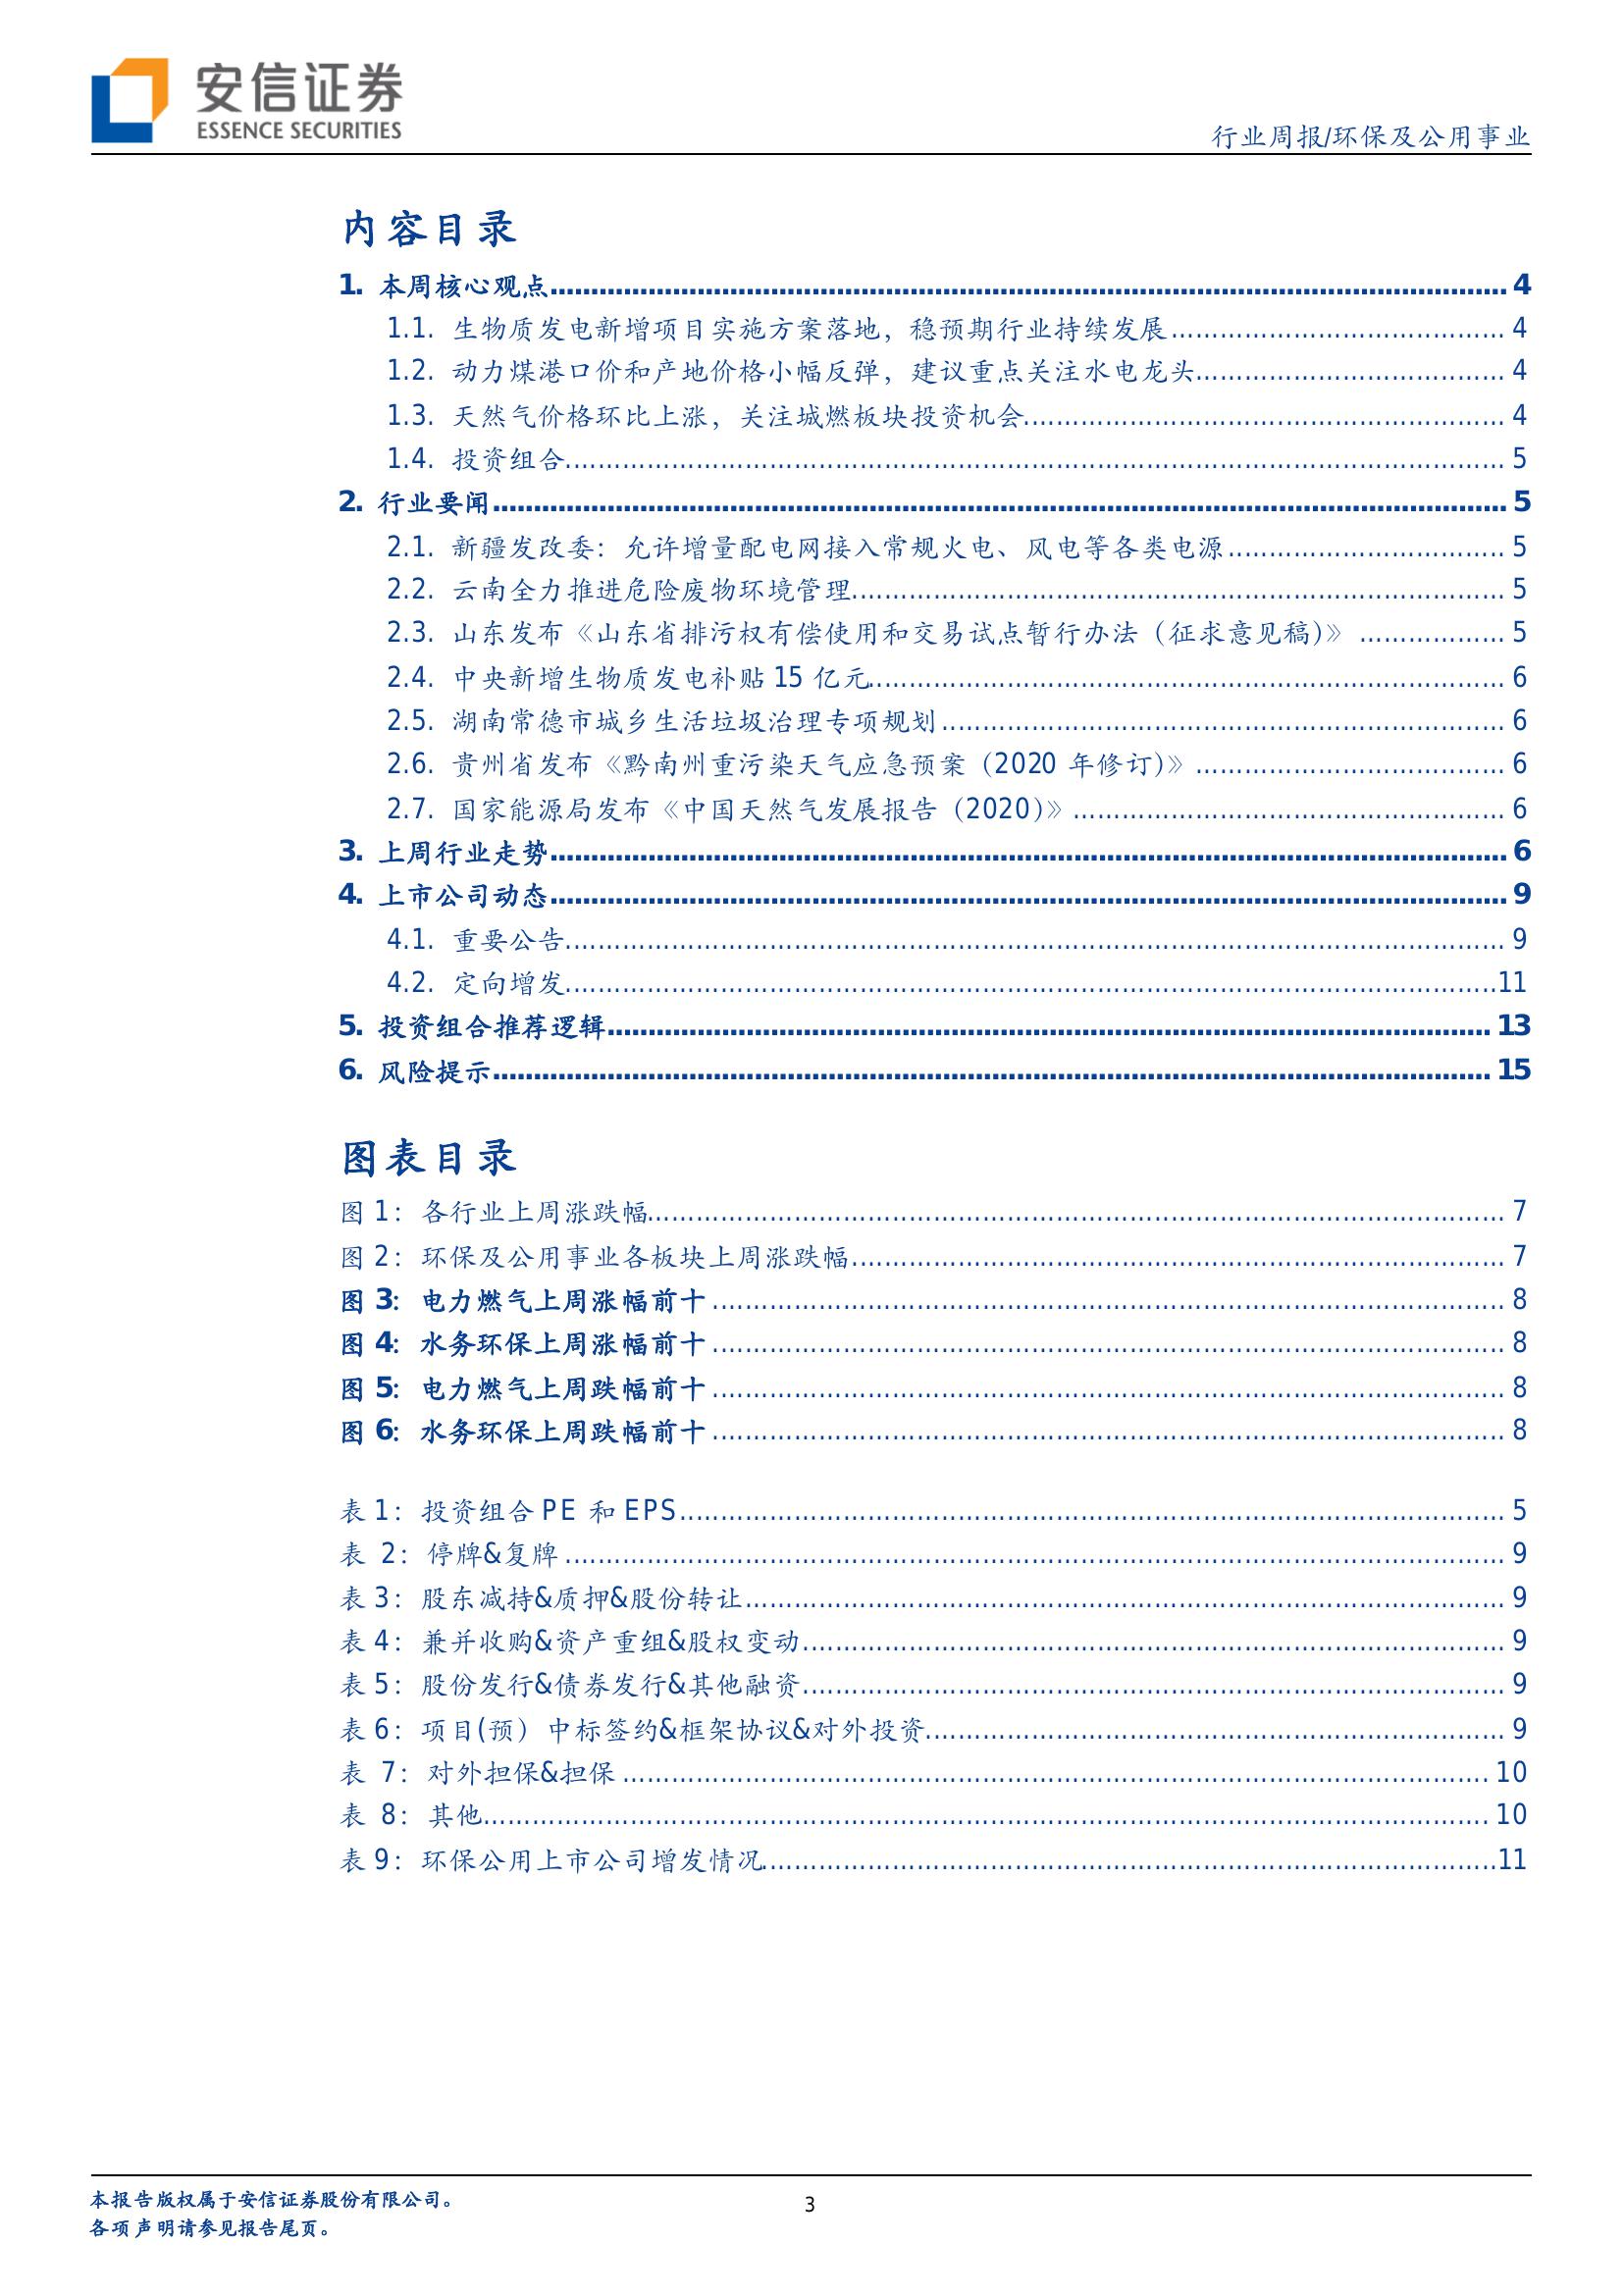 安信证券
ESSENCE SECURITIES
行业周报/环保及公用事业
内容目录
1. 本周核心观点 4
1.1. 生物质发电新增项目实施方案落地，稳预期行业持续发展 4
1.2. 动力煤港口价和产地价格小幅反弹，建议重点关注水电龙头 4
1.3. 天然气价格环比上涨，关注城燃板块投资机会 4
1.4. 投资组合 5
2. 行业要闻 5
2.1. 新疆发改委：允许增量配电网接入常规火电、风电等各类电源 5
2.2. 云南全力推进危险废物环境管理 5
2.3. 山东发布《山东省排污权有偿使用和交易试点暂行办法（征求意见稿)》 5
2.4. 中央新增生物质发电补贴 15 亿元 6
2.5. 湖南常德市城乡生活垃圾治理专项规划 6
2.6. 贵州省发布《黔南州重污染天气应急预案（2020 年修订)》 6
2.7. 国家能源局发布《中国天然气发展报告（2020)》 6
3. 上周行业走势 6
4. 上市公司动态 9
4.1. 重要公告 9
4.2. 定向增发 11
5. 投资组合推荐逻辑 13
6. 风险提示 15
图表目录
图 1：各行业上周涨跌幅 7
图 2：环保及公用事业各板块上周涨跌幅 7
图 3：电力燃气上周涨幅前十 8
图 4：水务环保上周涨幅前十 8
图 5：电力燃气上周跌幅前十 8
图 6：水务环保上周跌幅前十 8
表 1：投资组合 PE 和 EPS 5
表 2：停牌&复牌 9
表 3：股东减持&质押&股份转让 9
表 4：兼并收购&资产重组&股权变动 9
表 5：股份发行&债券发行&其他融资 9
表 6：项目(预）中标签约&框架协议&对外投资 9
表 7：对外担保&担保 10
表 8：其他 10
表 9：环保公用上市公司增发情况 11
本报告版权属于安信证券股份有限公司。
3
各项声明请参见报告尾页。